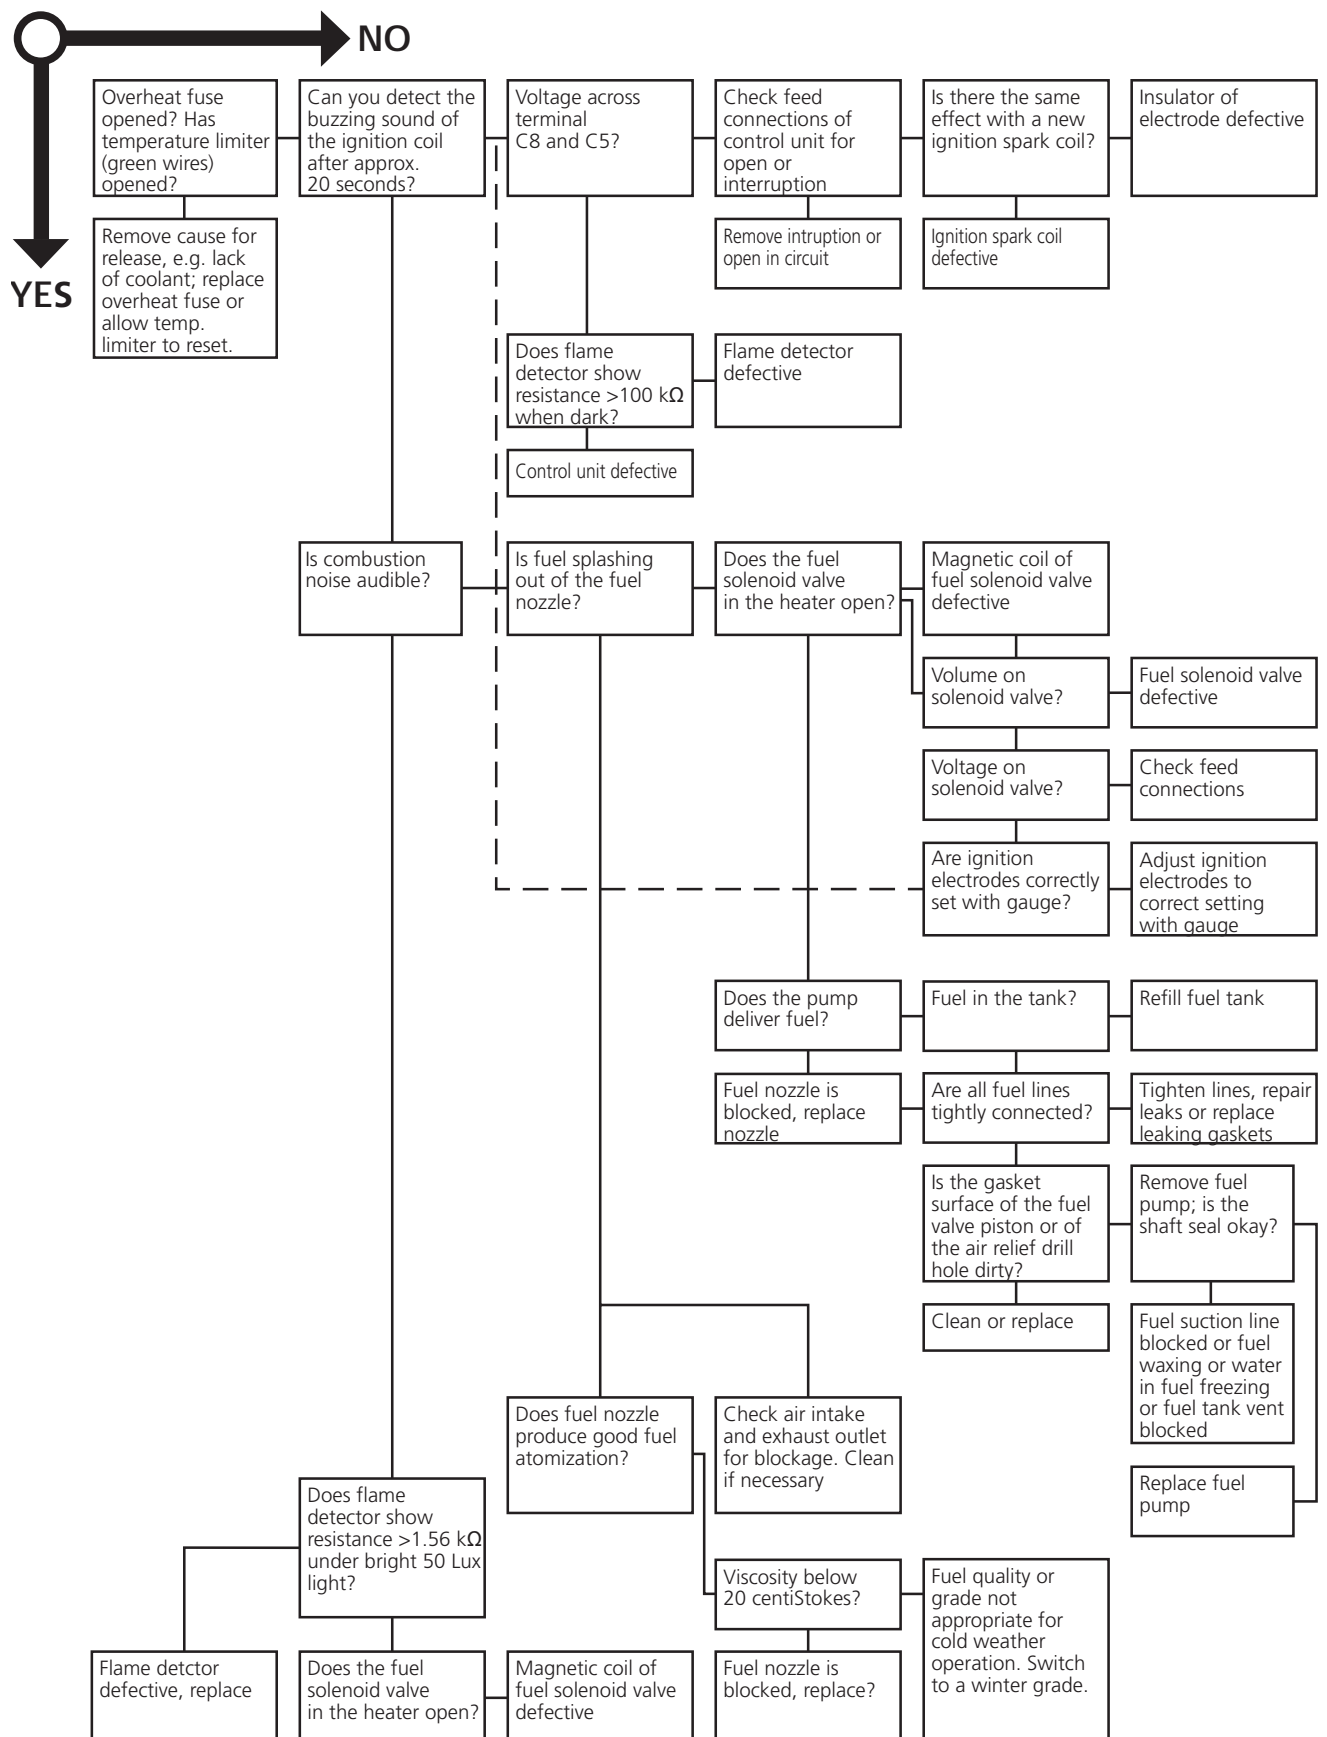 NO
YES
Overheat fuse
opened? Has
temperature limiter
(green wires)
opened?
Can you detect the
buzzing sound of
the ignition coil
after approx.
20 seconds?
Voltage across
terminal
C8 and C5?
Check feed
connections of
control unit for
open or
interruption
Is there the same
effect with a new
ignition spark coil?
Insulator of
electrode defective
Remove cause for
release, e.g. lack
of coolant; replace
overheat fuse or
allow temp.
limiter to reset.
Remove intruption or
open in circuit
Ignition spark coil
defective
Does flame
detector show
resistance >100 kΩ
when dark?
Flame detector
defective
Control unit defective
Is combustion
noise audible?
Is fuel splashing
out of the fuel
nozzle?
Does the fuel
solenoid valve
in the heater open?
Magnetic coil of
fuel solenoid valve
defective
Volume on
solenoid valve?
Fuel solenoid valve
defective
Voltage on
solenoid valve?
Check feed
connections
Are ignition
electrodes correctly
set with gauge?
Adjust ignition
electrodes to
correct setting
with gauge
Does the pump
deliver fuel?
Fuel in the tank?
Refill fuel tank
Fuel nozzle is
blocked, replace
nozzle
Are all fuel lines
tightly connected?
Tighten lines, repair
leaks or replace
leaking gaskets
Is the gasket
surface of the fuel
valve piston or of
the air relief drill
hole dirty?
Remove fuel
pump; is the
shaft seal okay?
Clean or replace
Fuel suction line
blocked or fuel
waxing or water
in fuel freezing
or fuel tank vent
blocked
Does fuel nozzle
produce good fuel
atomization?
Check air intake
and exhaust outlet
for blockage. Clean
if necessary
Replace fuel
pump
Does flame
detector show
resistance >1.56 kΩ
under bright 50 Lux
light?
Viscosity below
20 centiStokes?
Fuel quality or
grade not
appropriate for
cold weather
operation. Switch
to a winter grade.
Flame detctor
defective, replace
Does the fuel
solenoid valve
in the heater open?
Magnetic coil of
fuel solenoid valve
defective
Fuel nozzle is
blocked, replace?